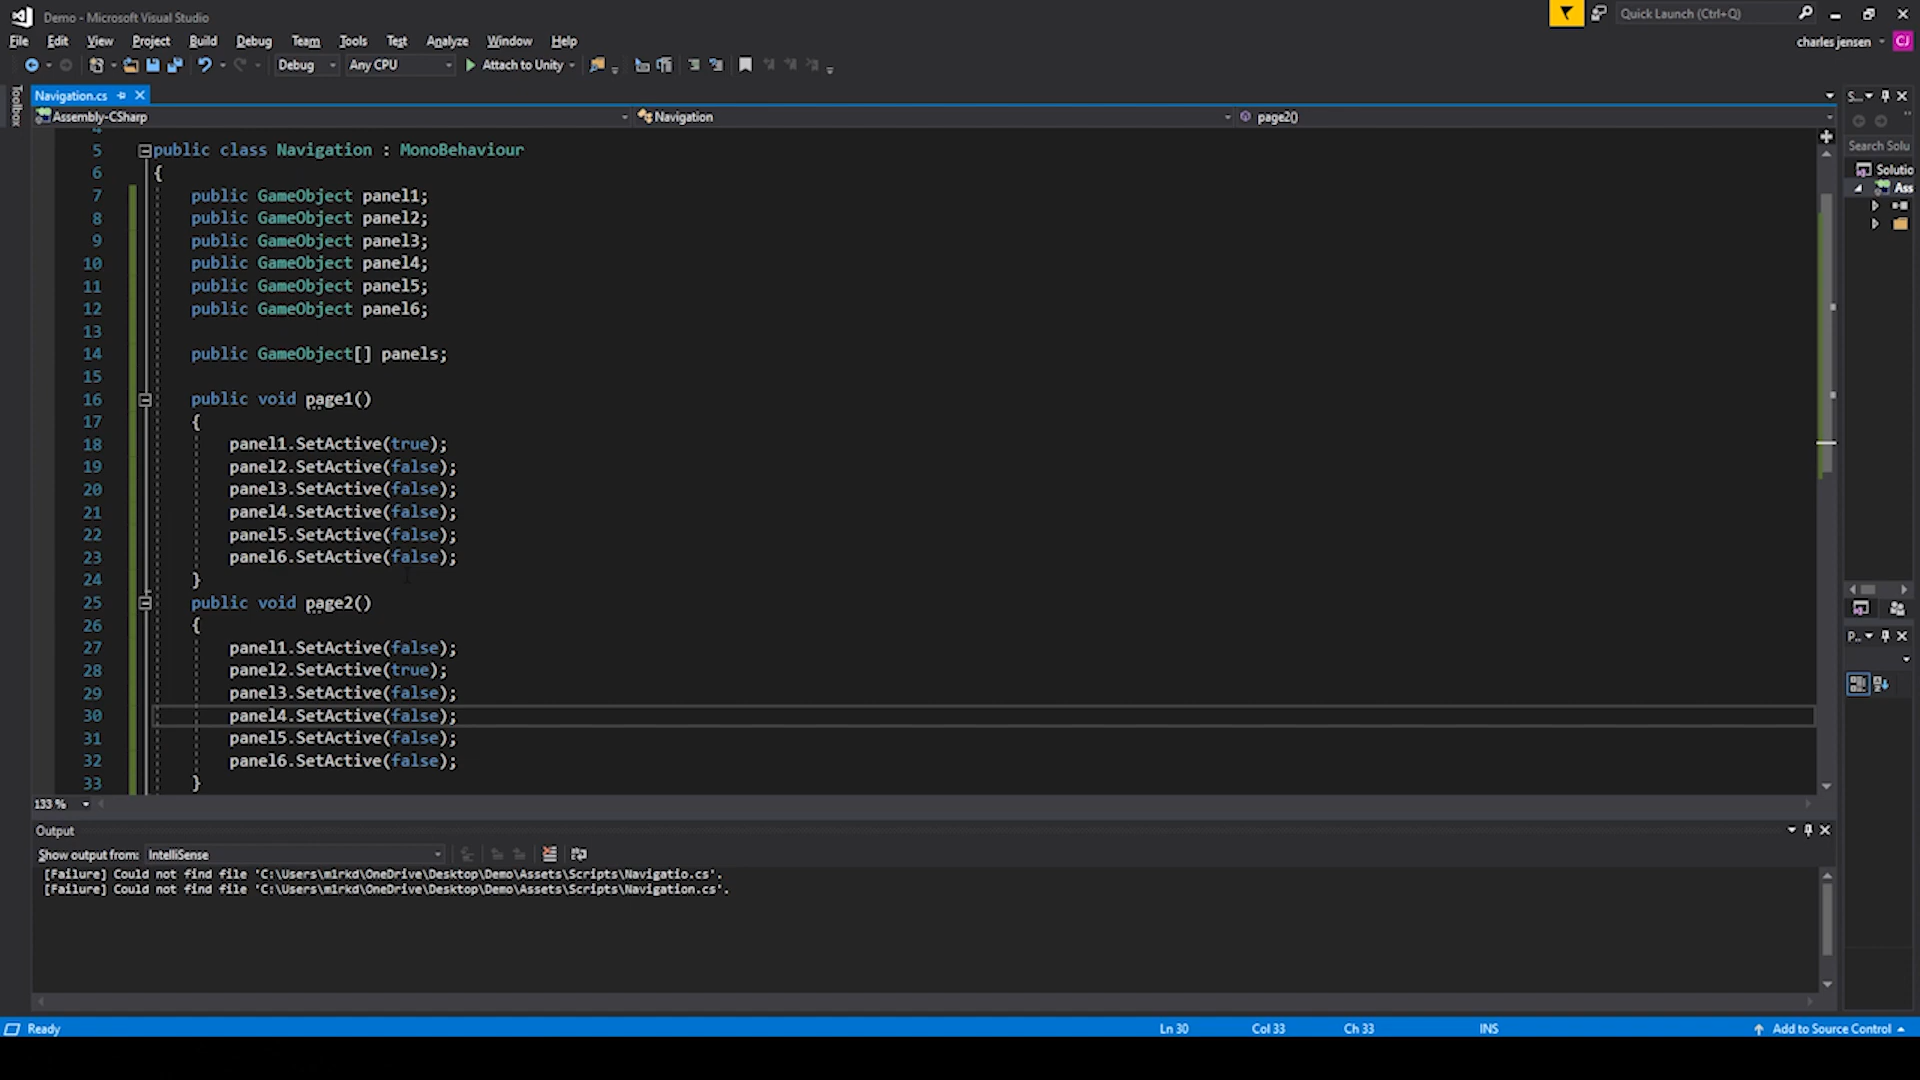 Demo - Microsoft Visual Studio
Quick Launch (Ctrl+Q)
File Edit View Project Build Debug Team Tools Test Analyze Window Help
charles jensen CJ
Debug Any CPU Attach to Unity
Toolbox
Navigation.cs
S...
Assembly-CSharp Navigation page2()
4
5 public class Navigation : MonoBehaviour
6 {
7 public GameObject panel1;
8 public GameObject panel2;
9 public GameObject panel3;
10 public GameObject panel4;
11 public GameObject panel5;
12 public GameObject panel6;
13
14 public GameObject[] panels;
15
16 public void page1()
17 {
18 panel1.SetActive(true);
19 panel2.SetActive(false);
20 panel3.SetActive(false);
21 panel4.SetActive(false);
22 panel5.SetActive(false);
23 panel6.SetActive(false);
24 }
25 public void page2()
26 {
27 panel1.SetActive(false);
28 panel2.SetActive(true);
29 panel3.SetActive(false);
30 panel4.SetActive(false);
31 panel5.SetActive(false);
32 panel6.SetActive(false);
33 }
Search Solu
Solutio
Ass
P...
133 %
Output
Show output from: IntelliSense
[Failure] Could not find file 'C:\Users\m1rkd\OneDrive\Desktop\Demo\Assets\Scripts\Navigatio.cs'.
[Failure] Could not find file 'C:\Users\m1rkd\OneDrive\Desktop\Demo\Assets\Scripts\Navigation.cs'.
Ready Ln 30 Col 33 Ch 33 INS Add to Source Control